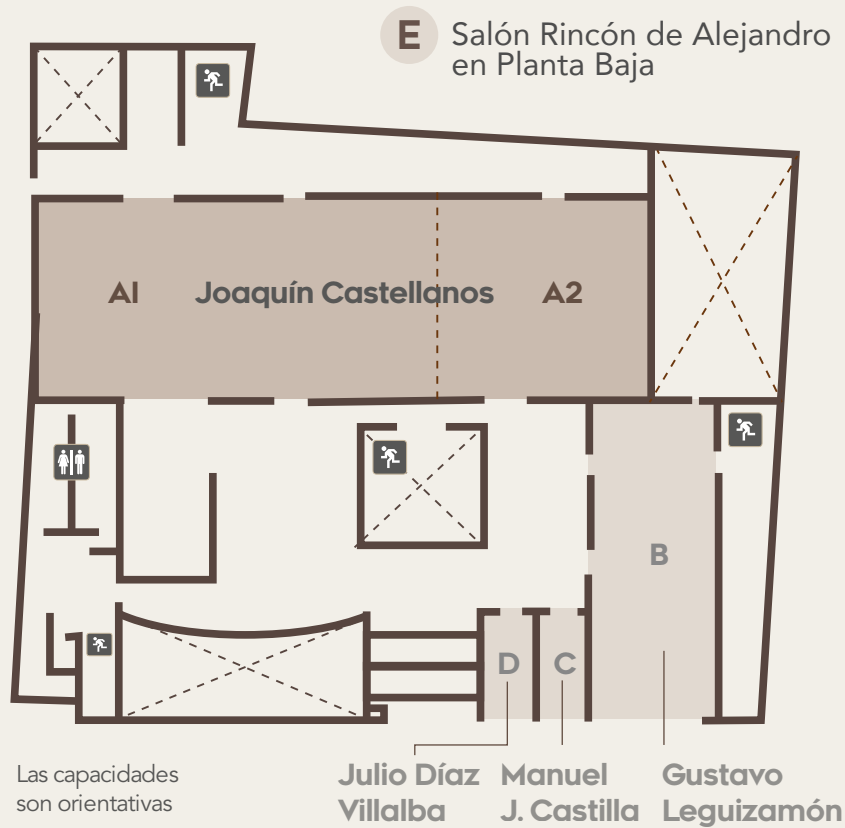 E Salón Rincón de Alejandro
en Planta Baja
A1 Joaquín Castellanos A2
B
D C
Las capacidades
son orientativas
Julio Díaz
Villalba
Manuel
J. Castilla
Gustavo
Leguizamón